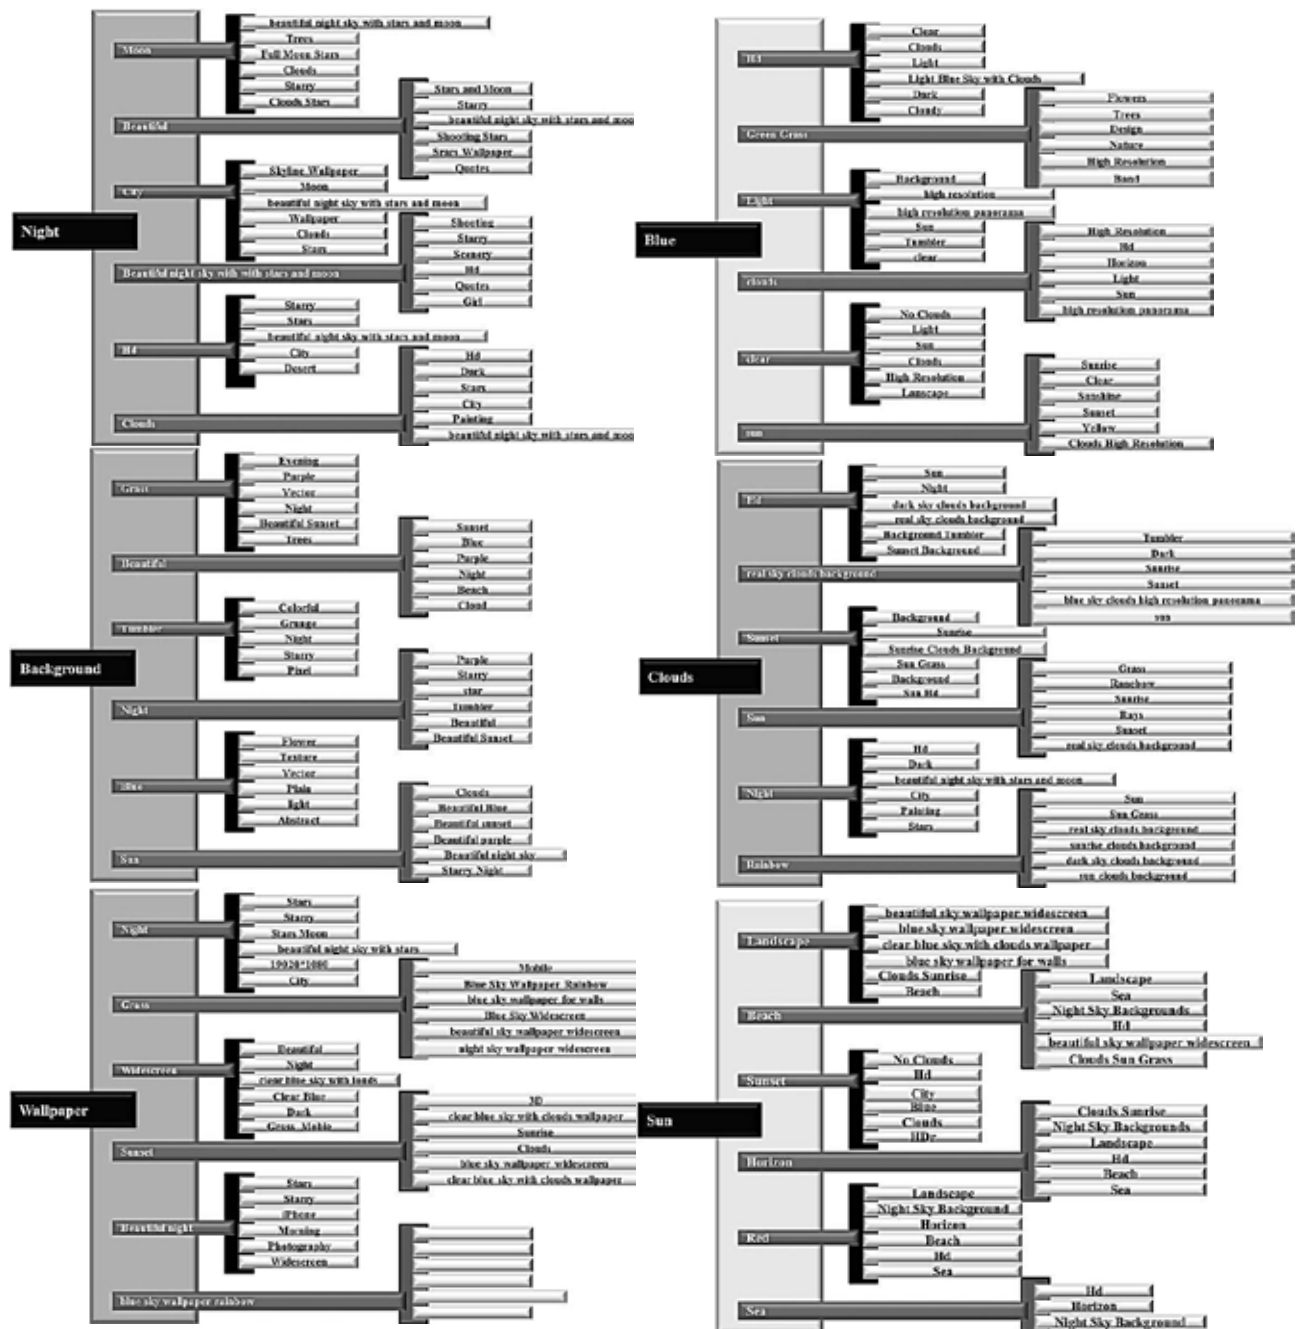 Night
Moon
beautiful night sky with stars and moon
Trees
Full Moon Stars
Clouds
Starry
Clouds Stars
Beautiful
Stars and Moon
Starry
beautiful night sky with stars and moon
Shooting Stars
Sears Wallpaper
Quotes
City
Skyline Wallpaper
Moon
beautiful night sky with stars and moon
Wallpaper
Clouds
Stars
Beautiful night sky with with stars and moon
Shooting
Starry
Scenery
Hd
Quotes
Girl
Hd
Starry
Stars
beautiful night sky with stars and moon
City
Desert
Clouds
Hd
Dark
Stars
City
Painting
beautiful night sky with stars and moon
Background
Grass
Evening
Purple
Vector
Night
Beautiful Sunset
Trees
Beautiful
Sunset
Blue
Purple
Night
Beach
Cloud
Tumbler
Colorful
Grunge
Night
Starry
Pixel
Night
Purple
Starry
star
Tumbler
Beautiful
Beautiful Sunset
Blue
Flower
Texture
Vector
Plain
light
Abstract
Sun
Clouds
Beautiful Blue
Beautiful sunset
Beautiful purple
Beautiful night sky
Starry Night
Wallpaper
Night
Stars
Starry
Stars Moon
beautiful night sky with stars
19020*1080
City
Grass
Mobile
Blue Sky Wallpaper Rainbow
blue sky wallpaper for walls
Blue Sky Widescreen
beautiful sky wallpaper widescreen
night sky wallpaper widescreen
Widescreen
Beautiful
Night
clear blue sky with louds
Clear Blue
Dark
Grass Moble
Sunset
3D
clear blue sky with clouds wallpaper
Sunrise
Clouds
blue sky wallpaper widescreen
clear blue sky with clouds wallpaper
Beautiful night
Stars
Starry
iPhone
Morning
Photography
Widescreen
blue sky wallpaper rainbow
Blue
Hd
Clear
Clouds
Light
Light Blue Sky with Clouds
Dark
Cloudy
Green Grass
Flowers
Trees
Design
Nature
High Resolution
Band
Light
Background
high resolution
high resolution panorama
Sun
Tumbler
clear
clouds
High Resolution
Hd
Horizon
Light
Sun
high resolution panorama
clear
No Clouds
Light
Sun
Clouds
High Resolution
Lanscape
sun
Sunrise
Clear
Sunshine
Sunset
Yellow
Clouds High Resolution
Clouds
Hd
Sun
Night
dark sky clouds background
real sky clouds background
Background Tumbler
Sunset Background
real sky clouds background
Tumbler
Dark
Sunrise
Sunset
blue sky clouds high resolution panorama
sun
Sunset
Background
Sunrise
Sunrise Clouds Background
Sun Grass
Background
Sun Hd
Sun
Grass
Ranebow
Sunrise
Rays
Sunset
real sky clouds background
Night
Hd
Dark
beautiful night sky with stars and moon
City
Painting
Stars
Rainbow
Sun
Sun Grass
real sky clouds background
sunrise clouds background
dark sky clouds background
sun clouds background
Sun
Landscape
beautiful sky wallpaper widescreen
blue sky wallpaper widescreen
clear blue sky with clouds wallpaper
blue sky wallpaper for walls
Clouds Sunrise
Beach
Beach
Landscape
Sea
Night Sky Backgrounds
Hd
beautiful sky wallpaper widescreen
Clouds Sun Grass
Sunset
No Clouds
Hd
City
Blue
Clouds
HDr
Horizon
Clouds Sunrise
Night Sky Backgrounds
Landscape
Hd
Beach
Sea
Red
Landscape
Night Sky Background
Horizon
Beach
Hd
Sea
Sea
Hd
Horizon
Night Sky Background